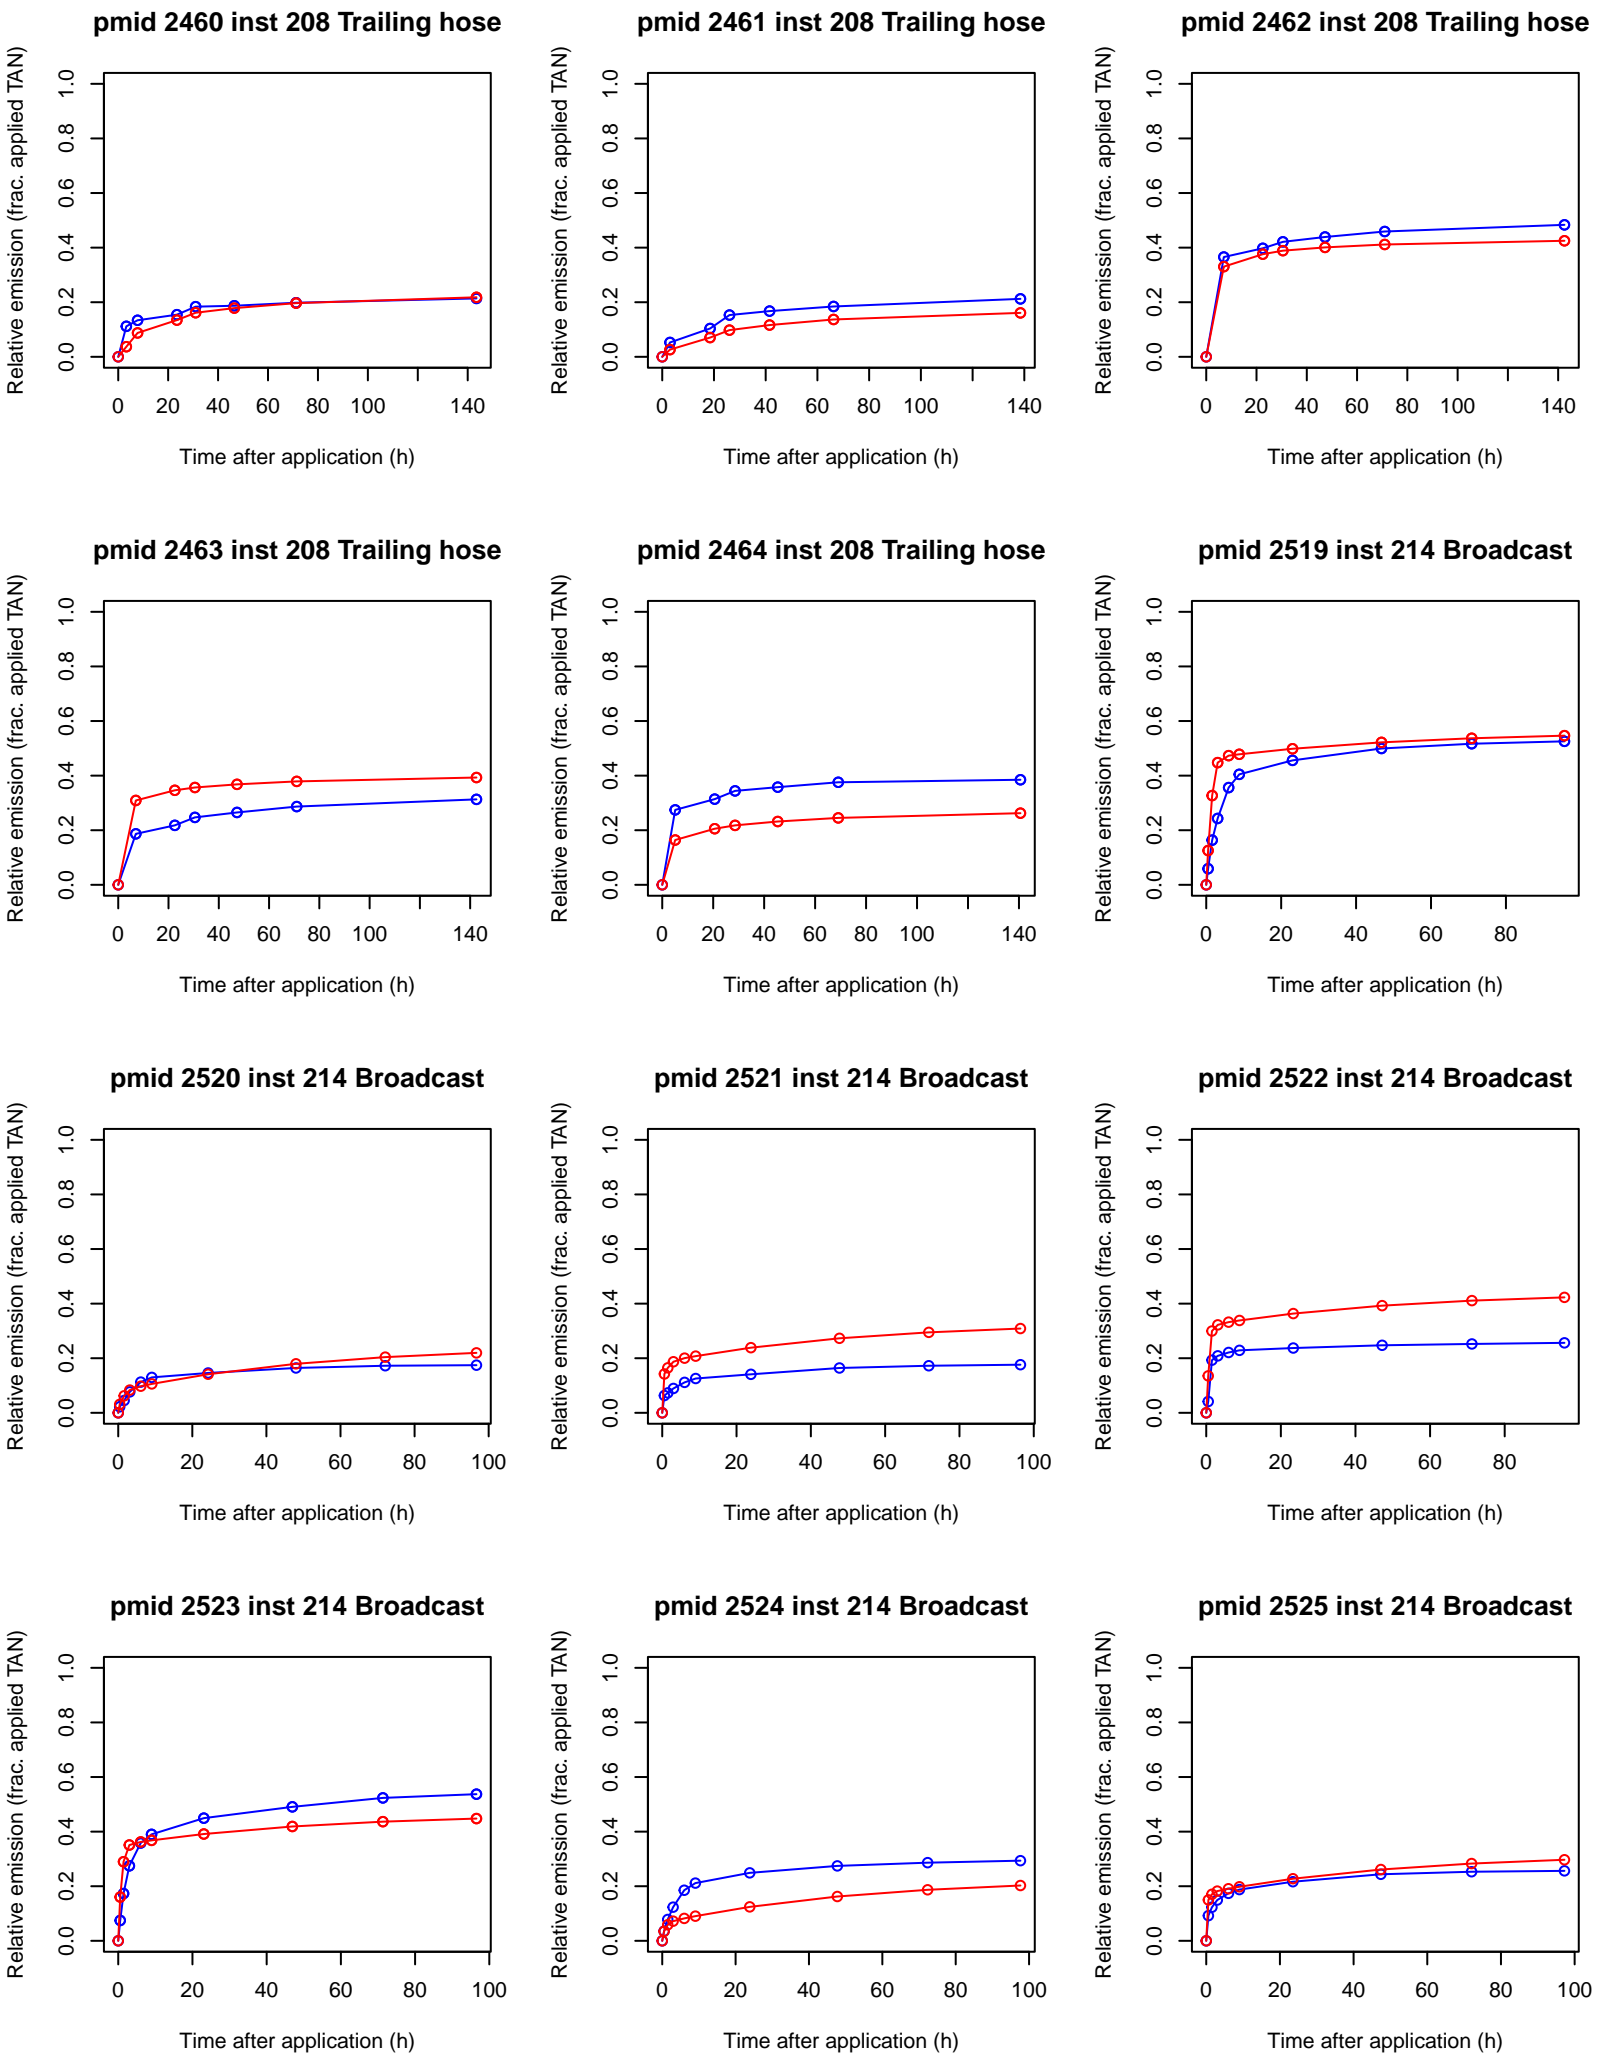 pmid 2460 inst 208 Trailing hose
Relative emission (frac. applied TAN)
1.0
0.8
0.6
0.4
0.2
0.0
0 20 40 60 80 100 140
Time after application (h)
pmid 2461 inst 208 Trailing hose
Relative emission (frac. applied TAN)
1.0
0.8
0.6
0.4
0.2
0.0
0 20 40 60 80 100 140
Time after application (h)
pmid 2462 inst 208 Trailing hose
Relative emission (frac. applied TAN)
1.0
0.8
0.6
0.4
0.2
0.0
0 20 40 60 80 100 140
Time after application (h)
pmid 2463 inst 208 Trailing hose
Relative emission (frac. applied TAN)
1.0
0.8
0.6
0.4
0.2
0.0
0 20 40 60 80 100 140
Time after application (h)
pmid 2464 inst 208 Trailing hose
Relative emission (frac. applied TAN)
1.0
0.8
0.6
0.4
0.2
0.0
0 20 40 60 80 100 140
Time after application (h)
pmid 2519 inst 214 Broadcast
Relative emission (frac. applied TAN)
1.0
0.8
0.6
0.4
0.2
0.0
0 20 40 60 80
Time after application (h)
pmid 2520 inst 214 Broadcast
Relative emission (frac. applied TAN)
1.0
0.8
0.6
0.4
0.2
0.0
0 20 40 60 80 100
Time after application (h)
pmid 2521 inst 214 Broadcast
Relative emission (frac. applied TAN)
1.0
0.8
0.6
0.4
0.2
0.0
0 20 40 60 80 100
Time after application (h)
pmid 2522 inst 214 Broadcast
Relative emission (frac. applied TAN)
1.0
0.8
0.6
0.4
0.2
0.0
0 20 40 60 80
Time after application (h)
pmid 2523 inst 214 Broadcast
Relative emission (frac. applied TAN)
1.0
0.8
0.6
0.4
0.2
0.0
0 20 40 60 80 100
Time after application (h)
pmid 2524 inst 214 Broadcast
Relative emission (frac. applied TAN)
1.0
0.8
0.6
0.4
0.2
0.0
0 20 40 60 80 100
Time after application (h)
pmid 2525 inst 214 Broadcast
Relative emission (frac. applied TAN)
1.0
0.8
0.6
0.4
0.2
0.0
0 20 40 60 80 100
Time after application (h)